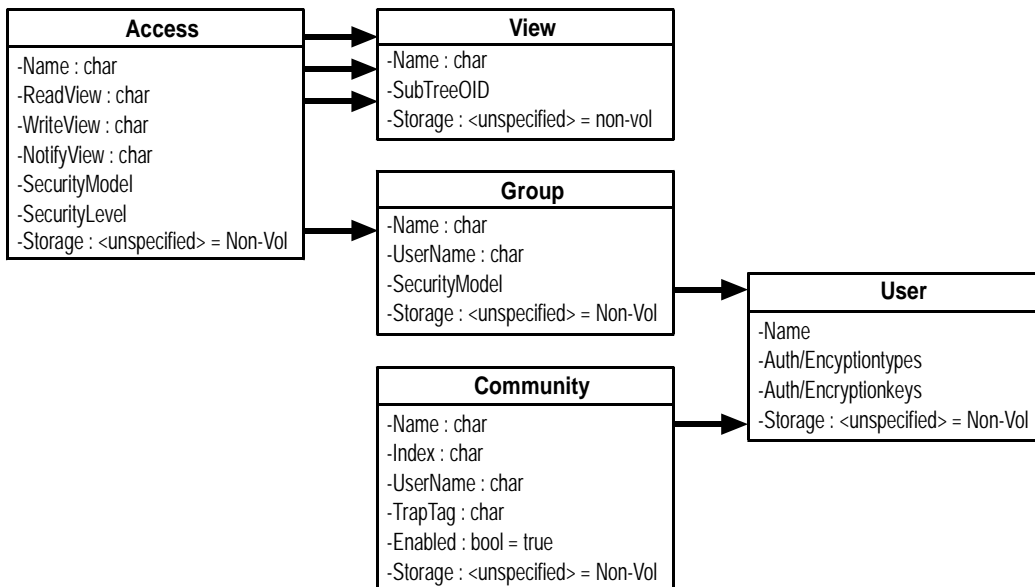 Access
-Name : char
-ReadView : char
-WriteView : char
-NotifyView : char
-SecurityModel
-SecurityLevel
-Storage : <unspecified> = Non-Vol
View
-Name : char
-SubTreeOID
-Storage : <unspecified> = non-vol
Group
-Name : char
-UserName : char
-SecurityModel
-Storage : <unspecified> = Non-Vol
User
-Name
-Auth/Encyptiontypes
-Auth/Encryptionkeys
-Storage : <unspecified> = Non-Vol
Community
-Name : char
-Index : char
-UserName : char
-TrapTag : char
-Enabled : bool = true
-Storage : <unspecified> = Non-Vol